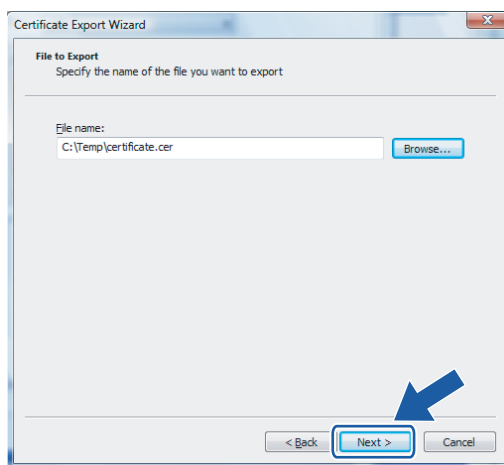 Certificate Export Wizard
File to Export
Specify the name of the file you want to export
File name:
C:\Temp\certificate.cer
Browse...
< Back Next > Cancel